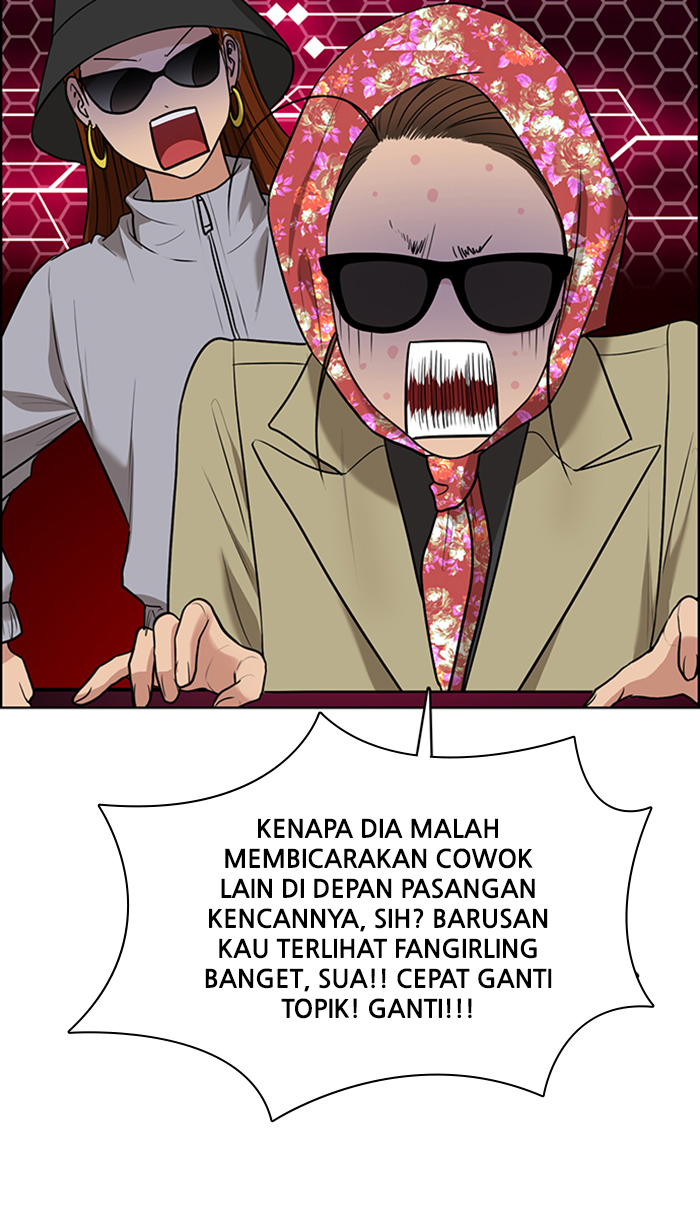 KENAPA DIA MALAH
MEMBICARAKAN COWOK
LAIN DI DEPAN PASANGAN
KENCANNYA, SIH? BARUSAN
KAU TERLIHAT FANGIRLING
BANGET, SUA!! CEPAT GANTI
TOPIK! GANTI!!!